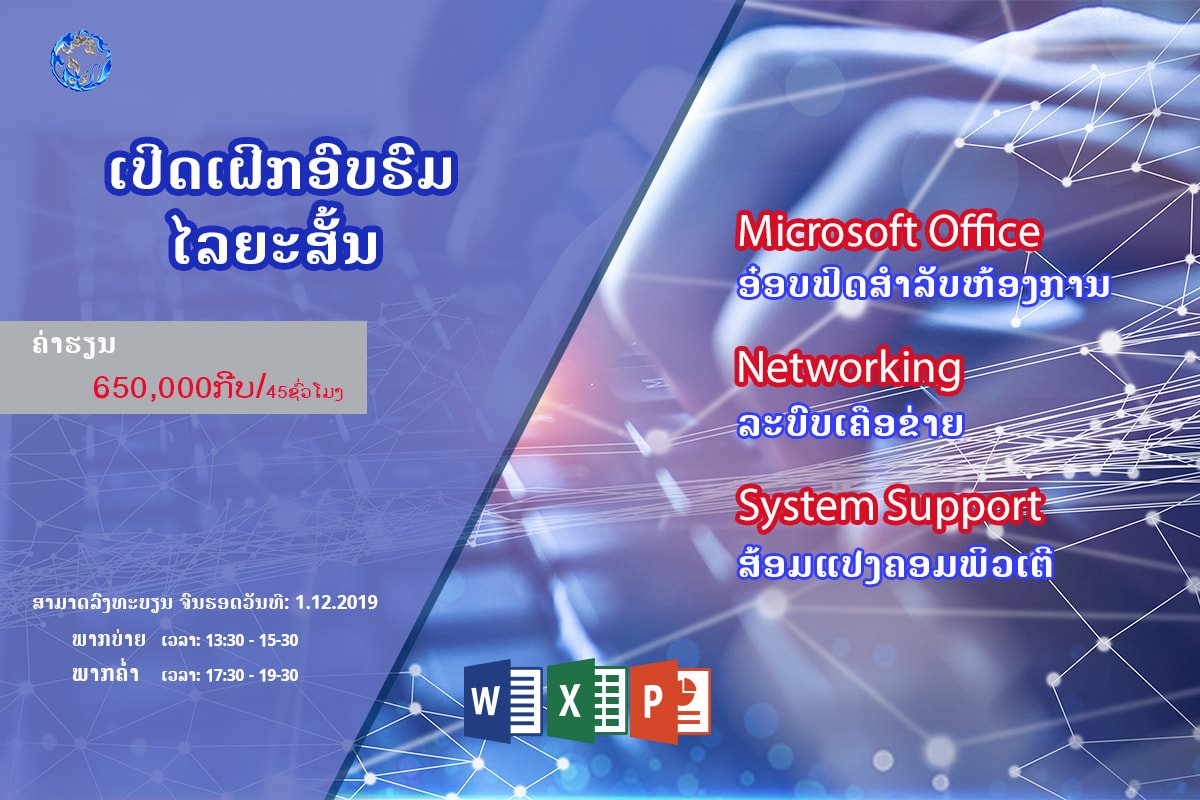 ເປີດເຝິກອົບຮົມ
ໄລຍະສັ້ນ
ຄ່າຮຽນ
650,000ກີບ/45ຊົ່ວໂມງ
ສາມາດລົງທະບຽນ ຈົນຮອດວັນທີ: 1.12.2019
ພາກບ່າຍ ເວລາ: 13:30 - 15-30
ພາກຄ່ຳ ເວລາ: 17:30 - 19-30
Microsoft Office
ອ໋ອບຟິດສຳລັບຫ້ອງການ
Networking
ລະບົບເຄືອຂ່າຍ
System Support
ສ້ອມແປງຄອມພິວເຕີ
W X P